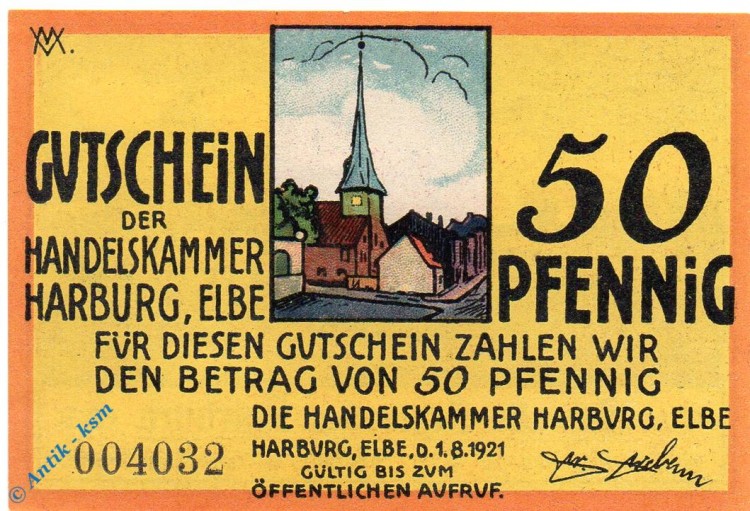 GUTSCHEiN
DER
HANDELSKAMMER
HARBURG, ELBE
50
PFENNiG
FÜR DIESEN GUTSCHEIN ZAHLEN WIR
DEN BETRAG VON 50 PFENNIG
DIE HANDELSKAMMER HARBURG, ELBE
HARBURG, ELBE, D. 1. 8. 1921
GÜLTIG BIS ZUM
ÖFFENTLICHEN AUFRUF.
004032
© Antik - ksm